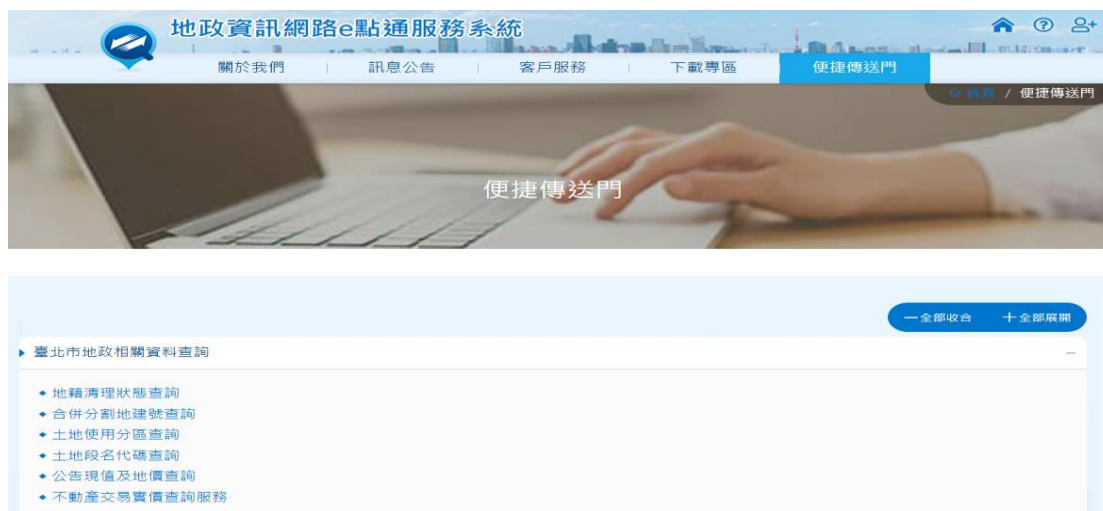 地政資訊網路e點通服務系統
關於我們 | 訊息公告 | 客戶服務 | 下載專區 便捷傳送門
首頁 / 便捷傳送門
便捷傳送門
全部收合 全部展開
臺北市地政相關資料查詢
地籍清理狀態查詢
合併分割地建號查詢
土地使用分區查詢
土地段名代碼查詢
公告現值及地價查詢
不動產交易實價查詢服務